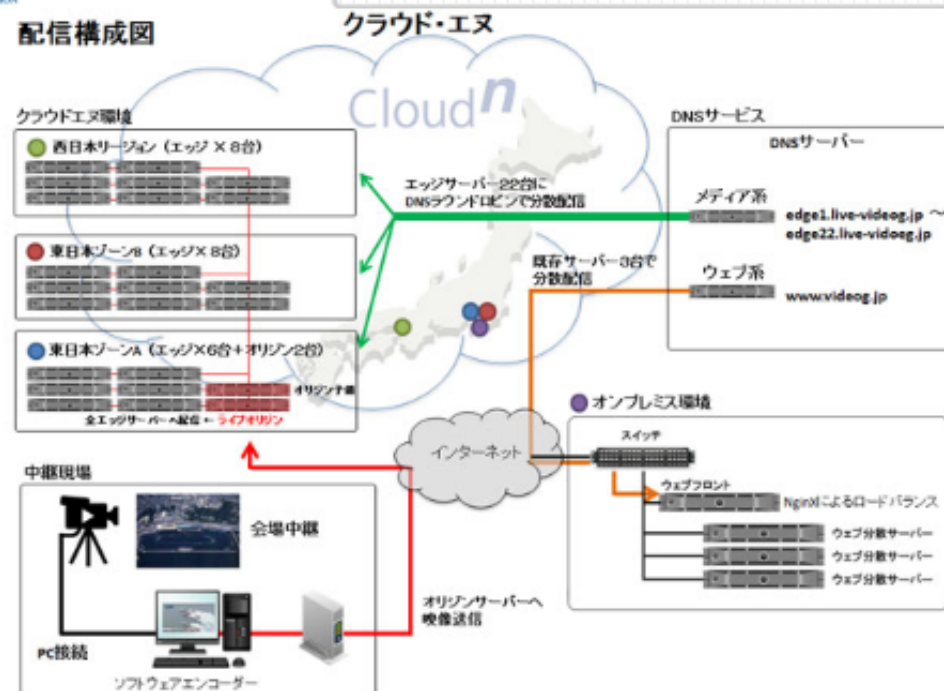 配信構成図
クラウド・エヌ
Cloudn
クラウドエヌ環境
西日本リージョン（エッジ × 8台）
東日本ゾーンB（エッジ× 8台）
東日本ゾーンA（エッジ×6台＋オリジン2台）
オリジン予備
全エッジサーバーへ配信 ← ライブオリジン
エッジサーバー22台に
DNSラウンドロビンで分散配信
既存サーバー3台で
分散配信
DNSサービス
DNSサーバー
メディア系
edge1.live-videog.jp ～
edge22.live-vidoeg.jp
ウェブ系
www.videog.jp
インターネット
オンプレミス環境
スイッチ
ウェブフロント
Nginxによるロードバランス
ウェブ分散サーバー
ウェブ分散サーバー
ウェブ分散サーバー
中継現場
会場中継
PC接続
ソフトウェアエンコーダー
オリジンサーバーへ
映像送信